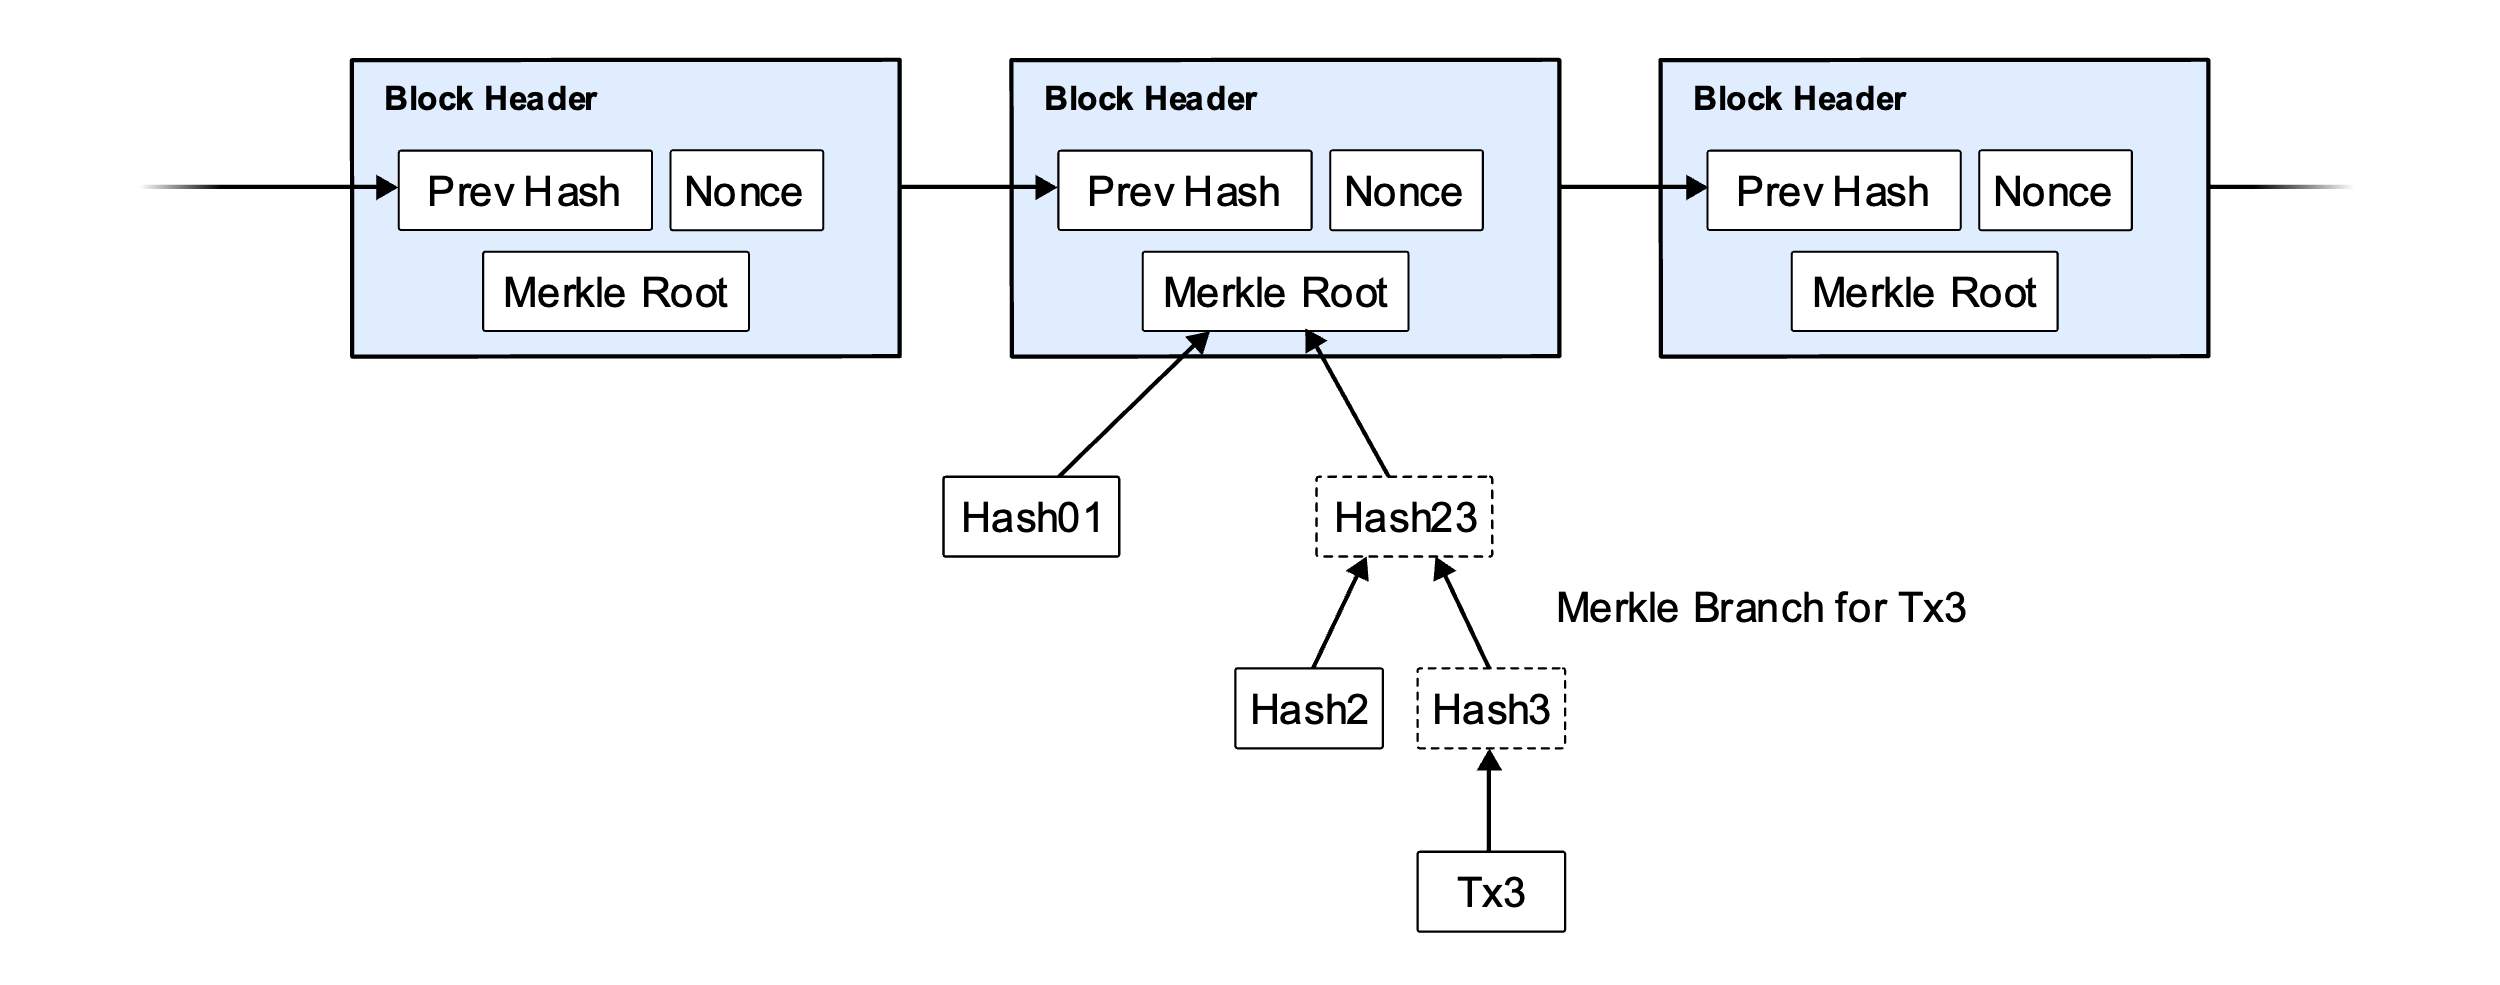 Block Header
Block Header
Block Header
Prev Hash
Nonce
Prev Hash
Nonce
Prev Hash
Nonce
Merkle Root
Merkle Root
Merkle Root
Hash01
Hash23
Merkle Branch for Tx3
Hash2
Hash3
Tx3